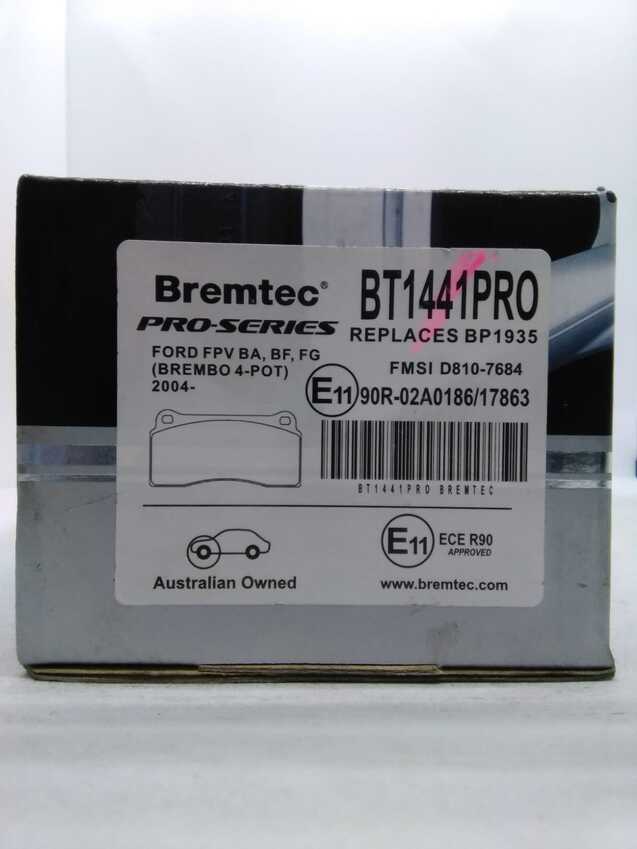 Bremtec®
PRO-SERIES
FORD FPV BA, BF, FG
(BREMBO 4-POT)
2004-
BT1441PRO
REPLACES BP1935
FMSI D810-7684
E11 90R-02A0186/17863
BT1441PRO BREMTEC
Australian Owned
E11 ECE R90
APPROVED
www.bremtec.com